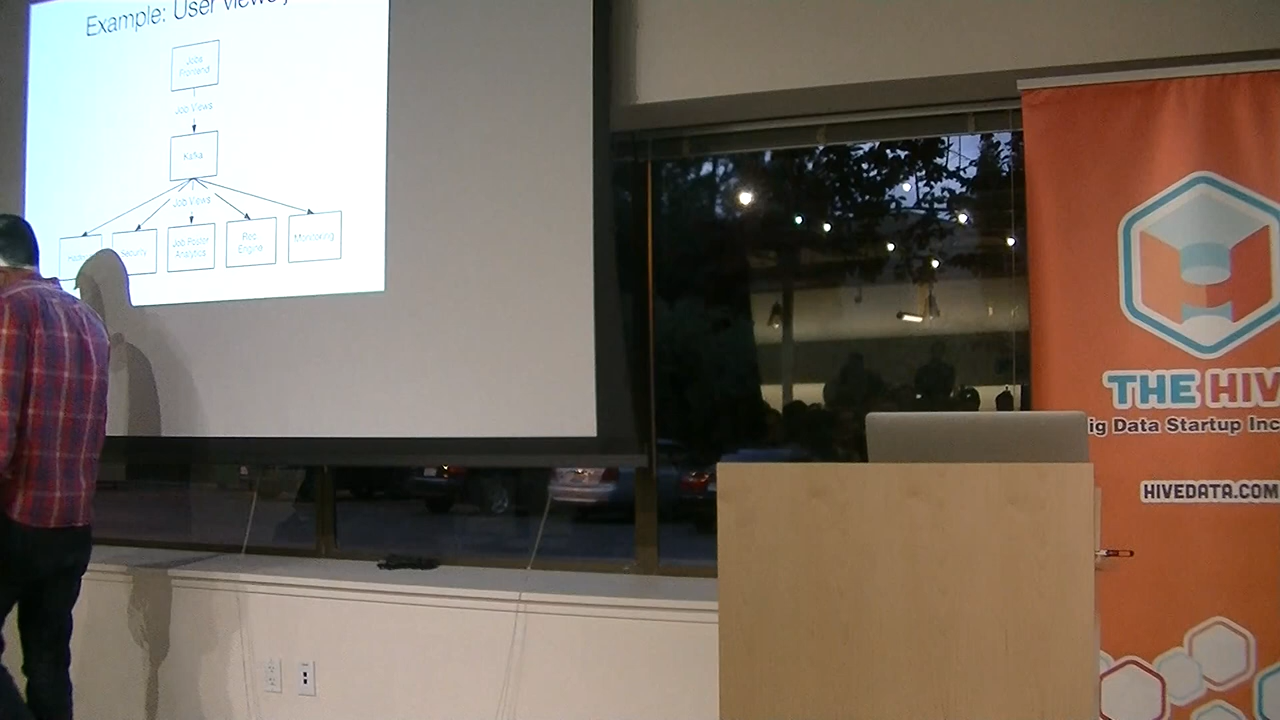 Example: User views
Jobs
Frontend
Job Views
Kafka
Job Views
Security
Job Poster
Analytics
Rec
Engine
Monitoring
THE HIV
ig Data Startup Inc
HIVEDATA.COM